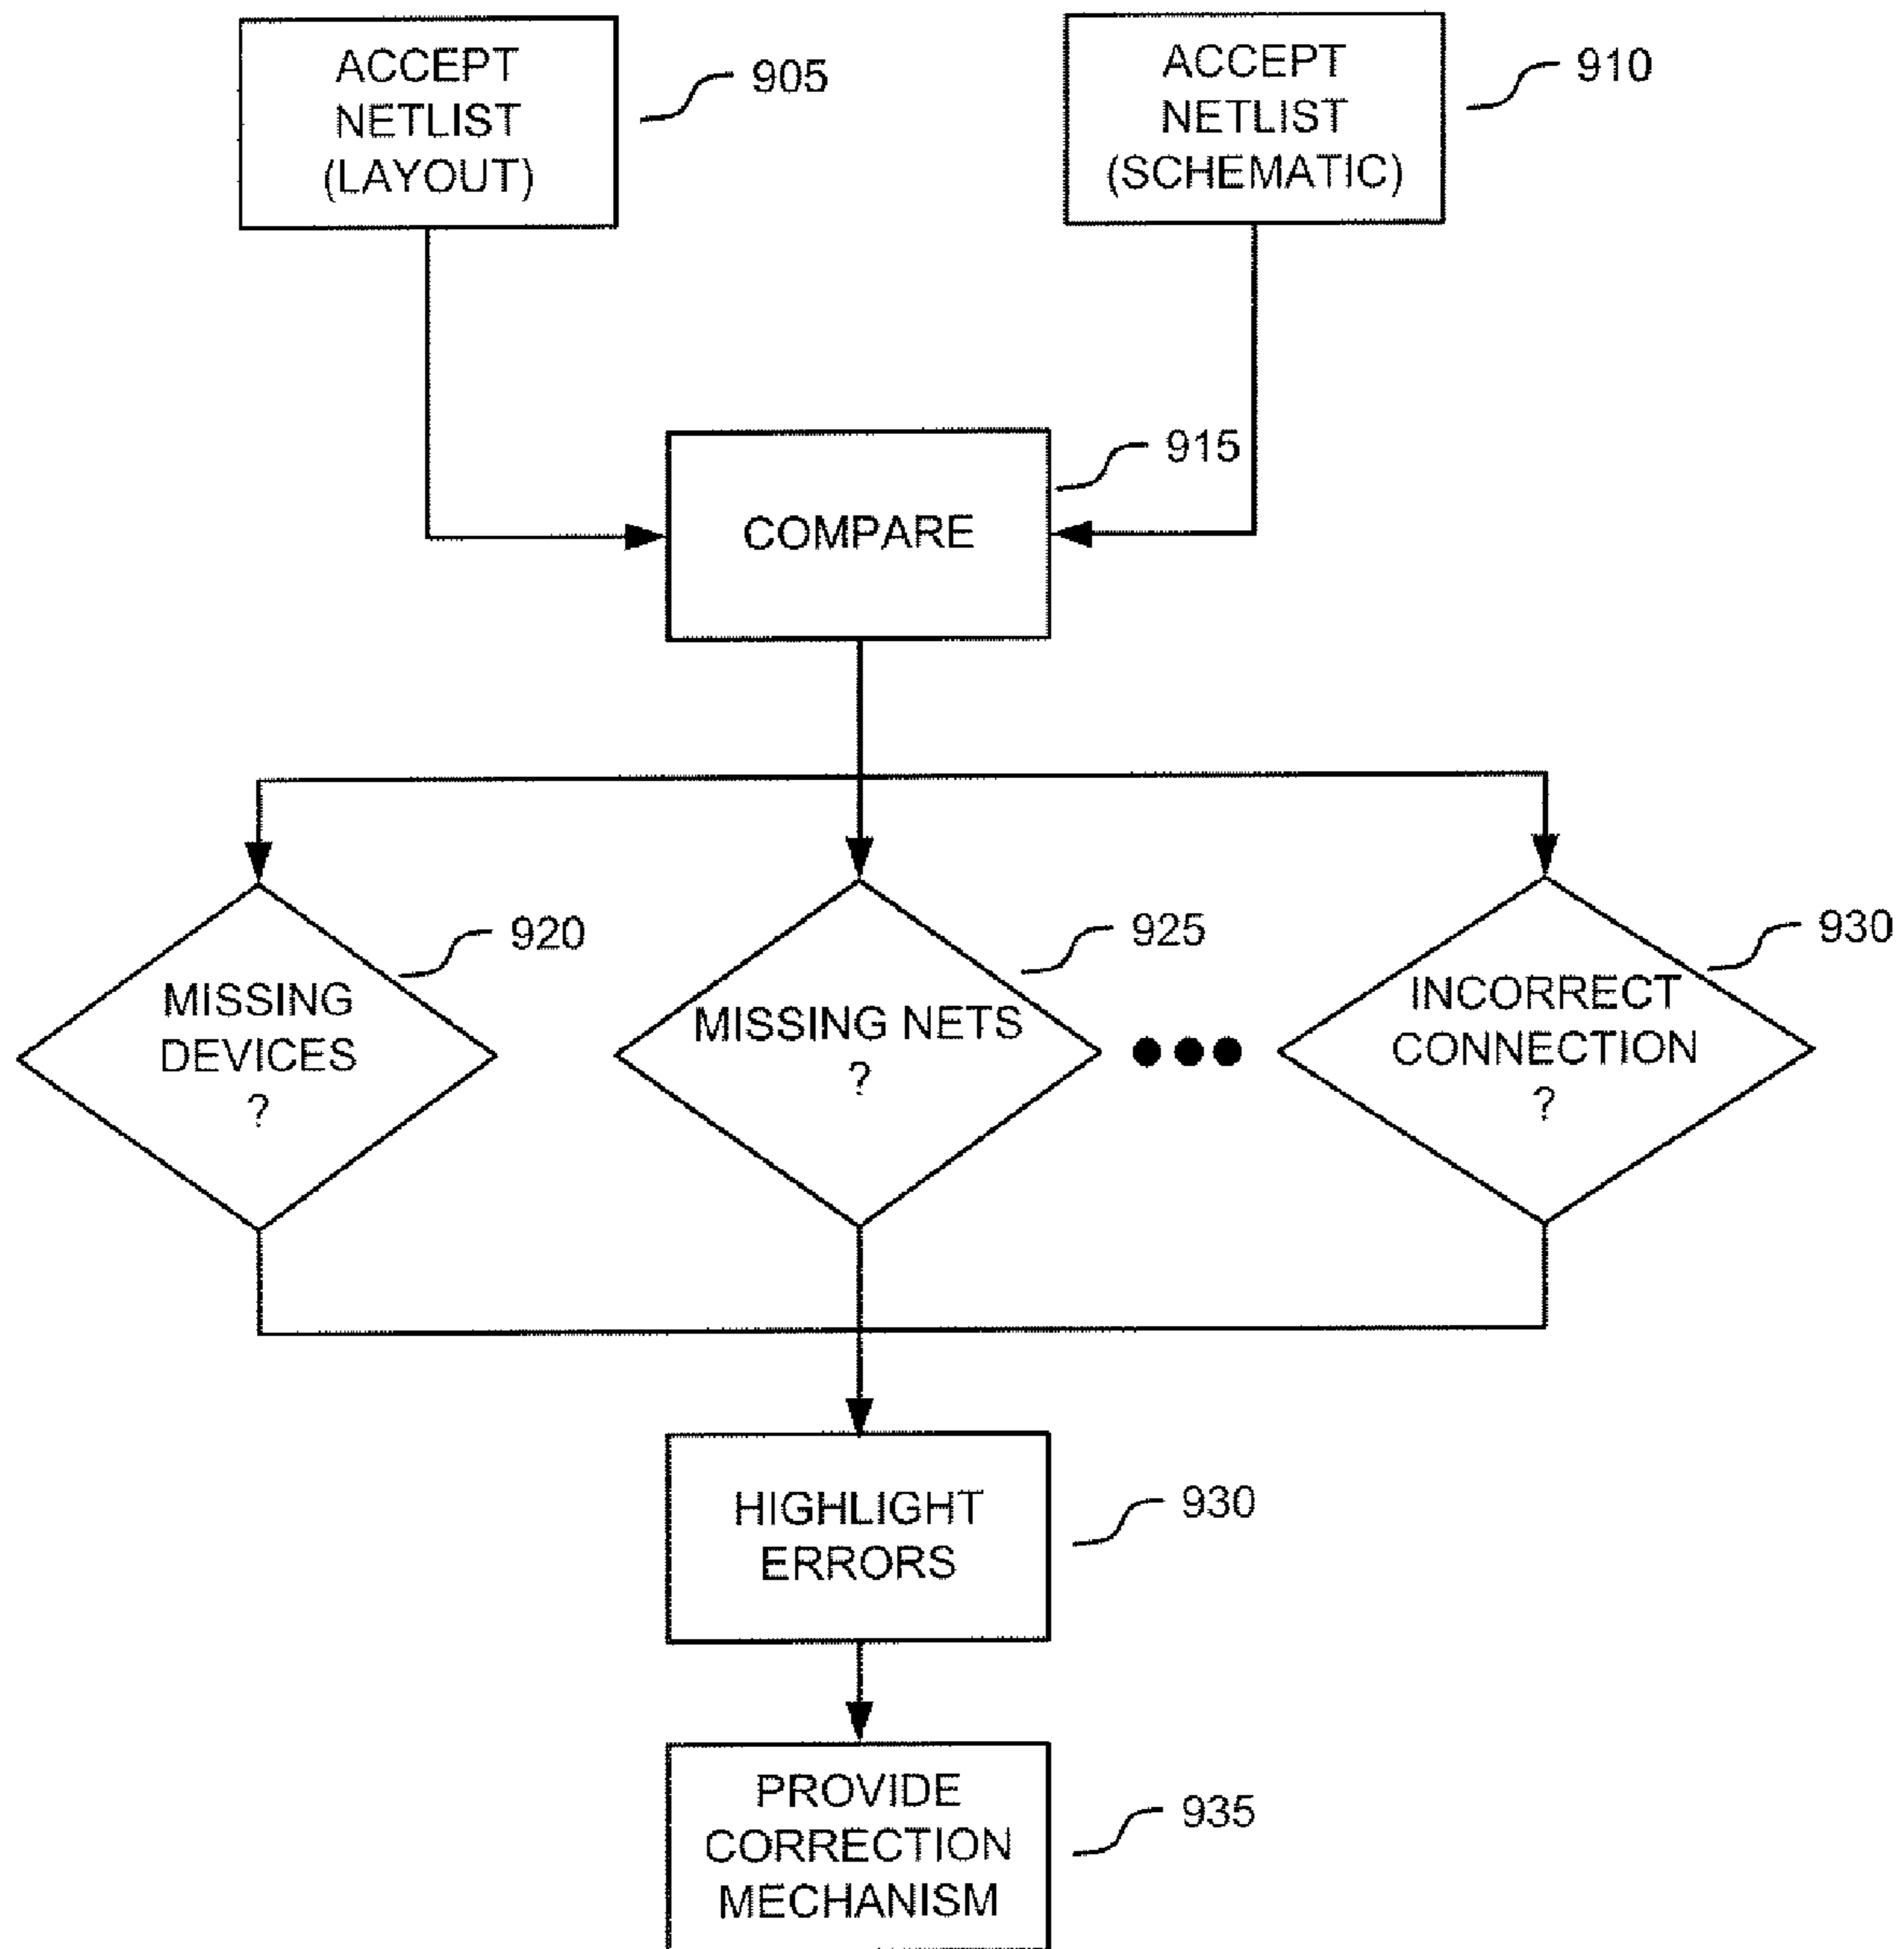 ACCEPT
NETLIST
(LAYOUT)
905
ACCEPT
NETLIST
(SCHEMATIC)
910
COMPARE
915
MISSING
DEVICES
?
920
MISSING NETS
?
925
INCORRECT
CONNECTION
?
930
HIGHLIGHT
ERRORS
930
PROVIDE
CORRECTION
MECHANISM
935